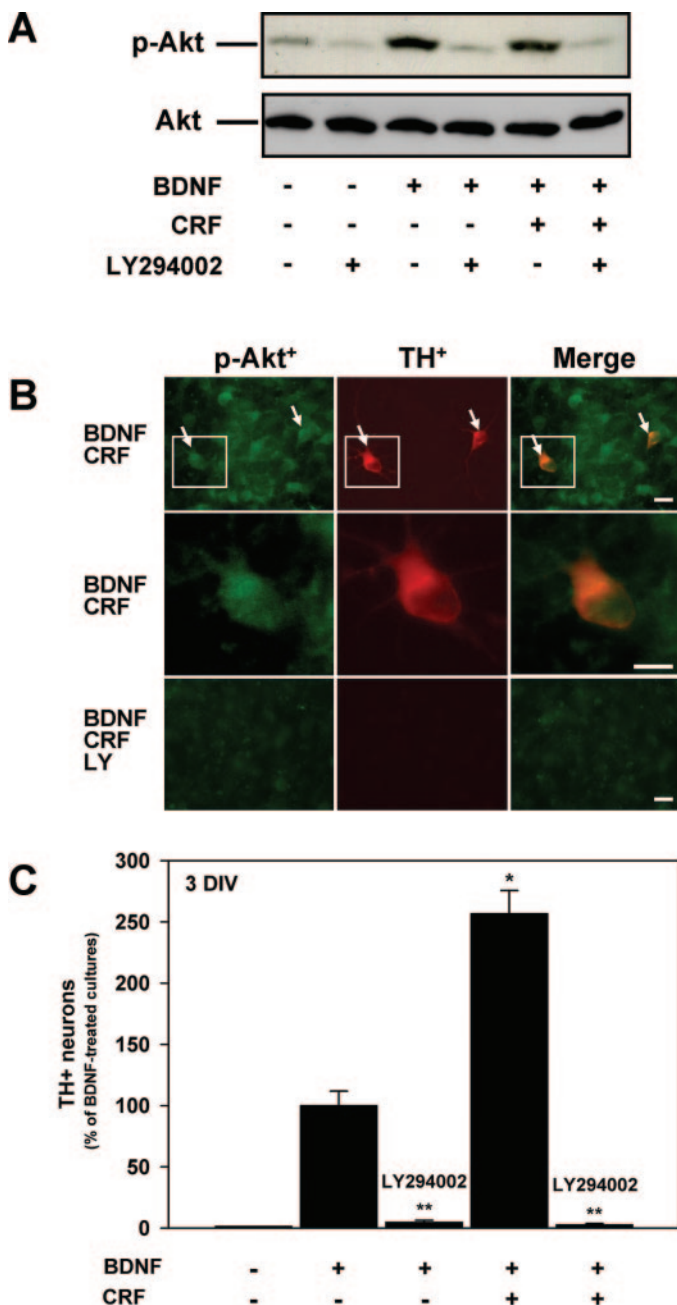 A
p-Akt
Akt
BDNF - - + + + +
CRF - - - - + +
LY294002 - + - + - +
B
p-Akt+ TH+ Merge
BDNF
CRF
BDNF
CRF
BDNF
CRF
LY
C
3 DIV
TH+ neurons
(% of BDNF-treated cultures)
300
250
200
150
100
50
0
*
LY294002
**
LY294002
**
BDNF - + + + +
CRF - - - + +